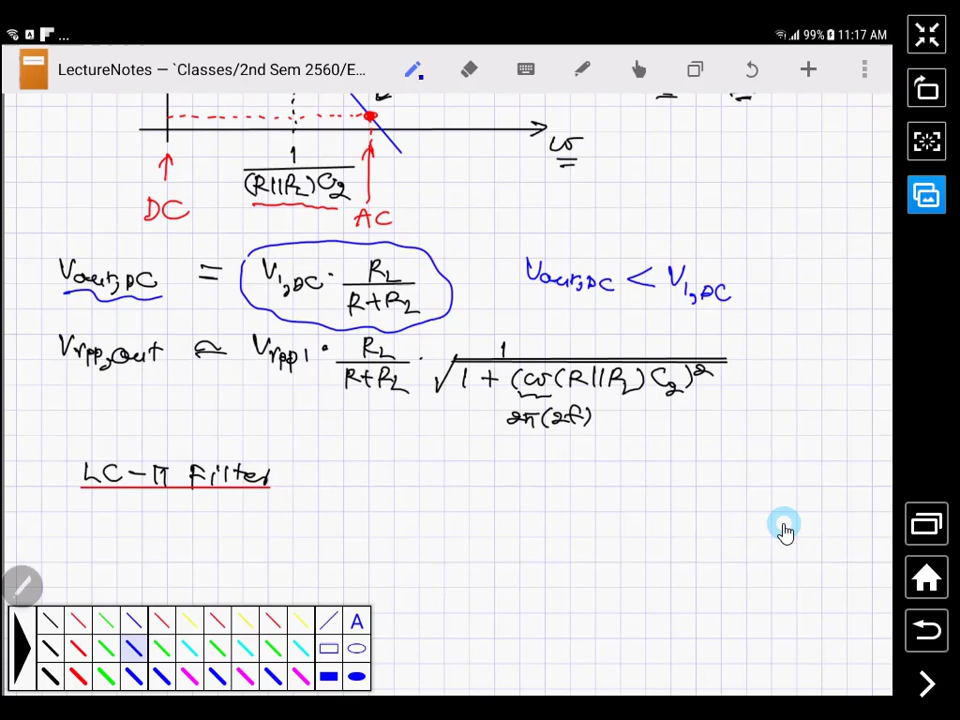 ... 99% 11:17 AM
LectureNotes — `Classes/2nd Sem 2560/E...
ω
1
(R||RL)C2
DC
AC
Vout,DC = V1,DC · RL / (R+RL)
Vout,DC < V1,DC
Vrpp,out ≃ Vrpp1 · RL / (R+RL) · 1 / √(1 + (ω(R||RL)C2)²)
2π(2f)
LC-π Filter
A